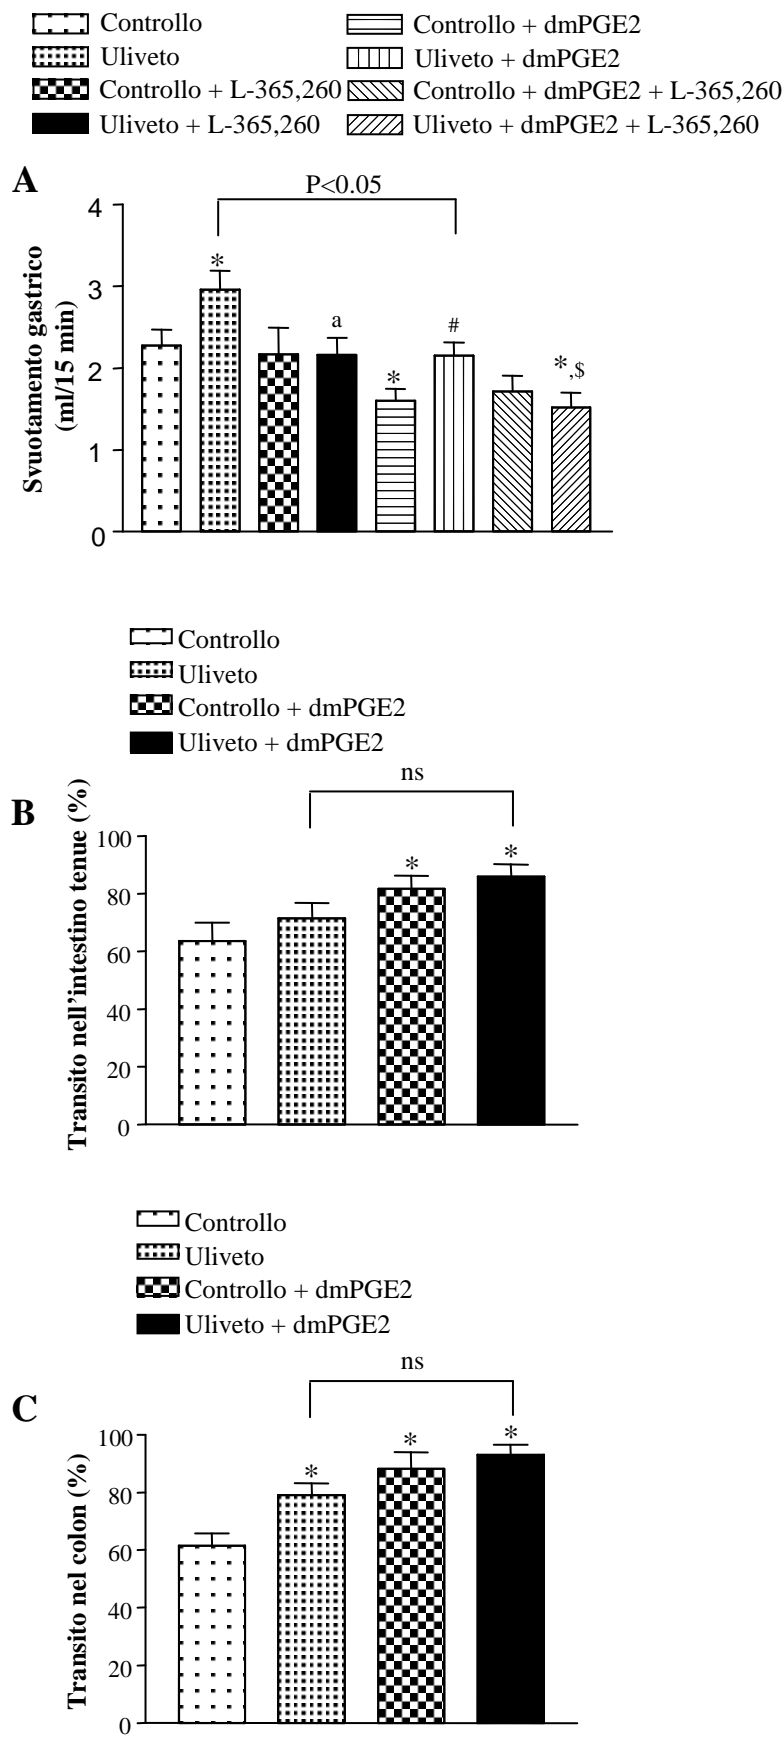 Controllo
Uliveto
Controllo + L-365,260
Uliveto + L-365,260
Controllo + dmPGE2
Uliveto + dmPGE2
Controllo + dmPGE2 + L-365,260
Uliveto + dmPGE2 + L-365,260
A
P<0.05
Svuotamento gastrico
(ml/15 min)
4
3
2
1
0
*
a
*
#
*,$
Controllo
Uliveto
Controllo + dmPGE2
Uliveto + dmPGE2
B
ns
Transito nell'intestino tenue (%)
100
80
60
40
20
0
*
*
Controllo
Uliveto
Controllo + dmPGE2
Uliveto + dmPGE2
C
ns
Transito nel colon (%)
100
80
60
40
20
0
*
*
*